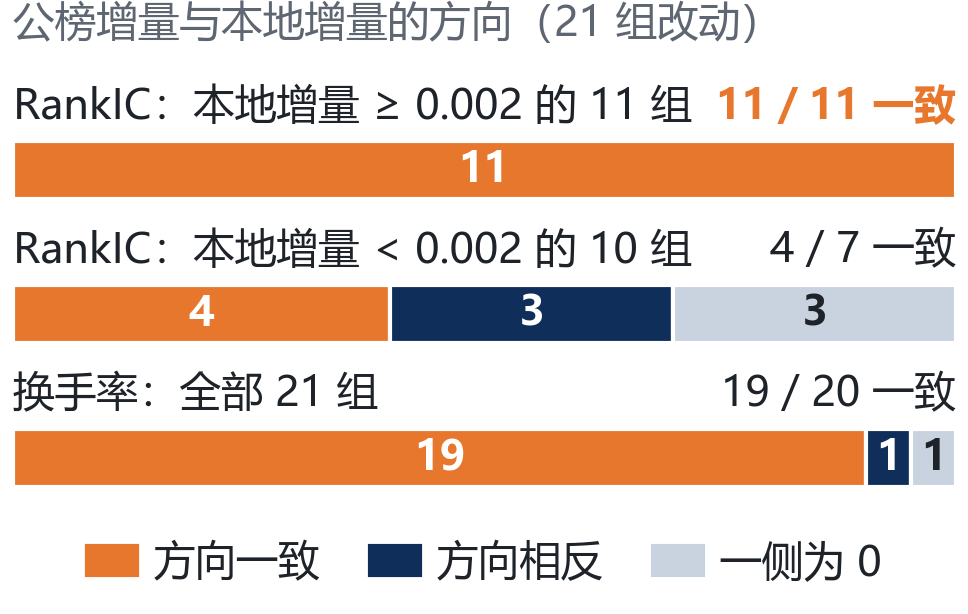 公榜增量与本地增量的方向（21 组改动）
RankIC：本地增量 ≥ 0.002 的 11 组 11 / 11 一致
11
RankIC：本地增量 < 0.002 的 10 组 4 / 7 一致
4 3 3
换手率：全部 21 组 19 / 20 一致
19 1 1
方向一致 方向相反 一侧为 0